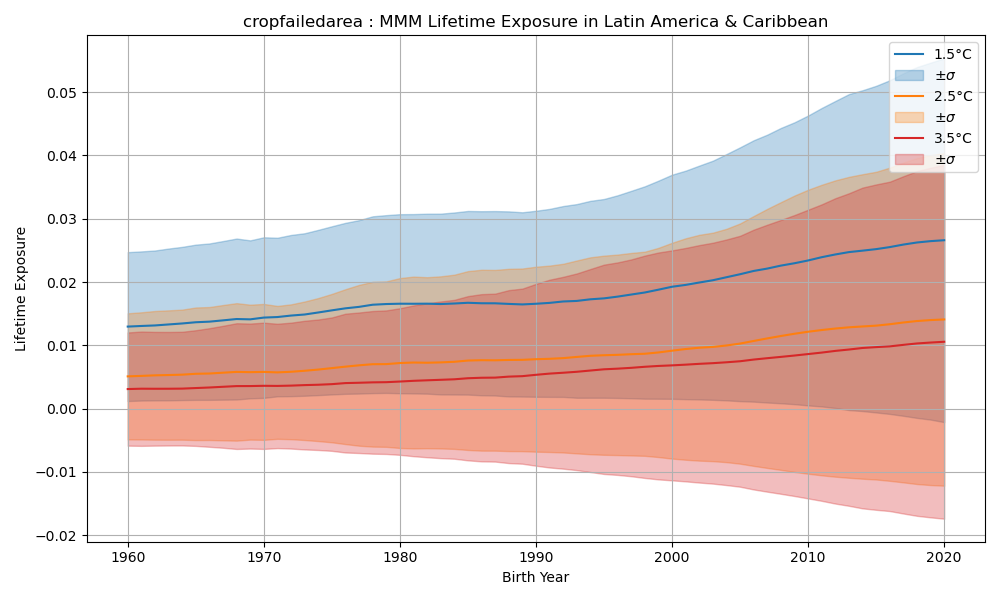 cropfailedarea : MMM Lifetime Exposure in Latin America & Caribbean
1.5°C
±σ
2.5°C
±σ
3.5°C
±σ
Lifetime Exposure
0.05
0.04
0.03
0.02
0.01
0.00
−0.01
−0.02
1960 1970 1980 1990 2000 2010 2020
Birth Year